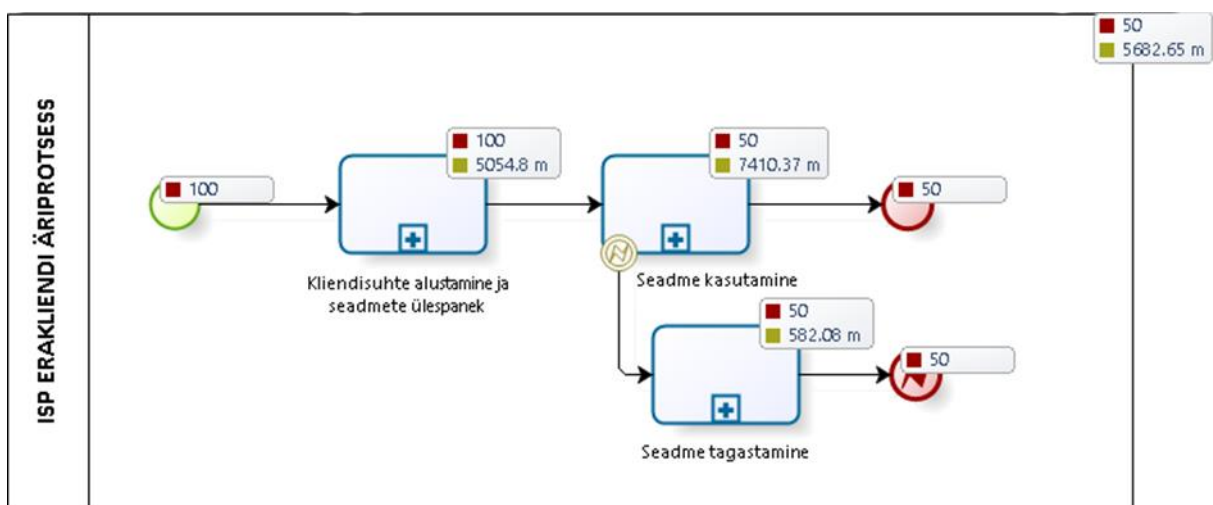 50
5682.65 m
ISP ERAKLIENDI ÄRIPROTSESS
100
100
5054.8 m
Kliendisuhte alustamine ja
seadmete ülespanek
50
7410.37 m
Seadme kasutamine
50
50
582.08 m
Seadme tagastamine
50